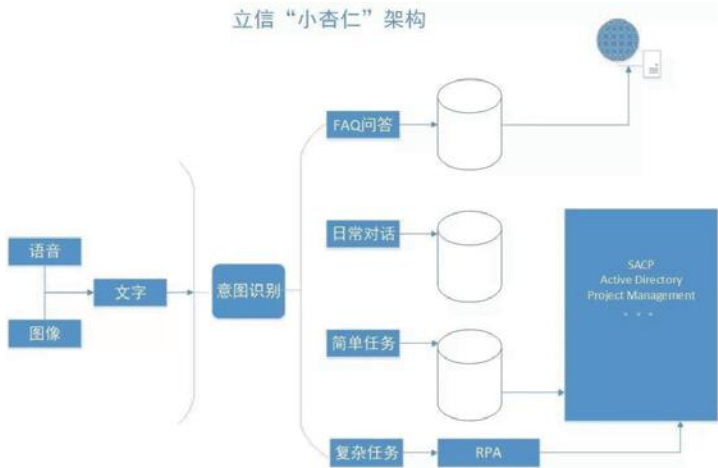 立信“小杏仁”架构
FAQ问答
日常对话
语音
文字
意图识别
图像
简单任务
复杂任务
RPA
SACP
Active Directory
Project Management
• • •